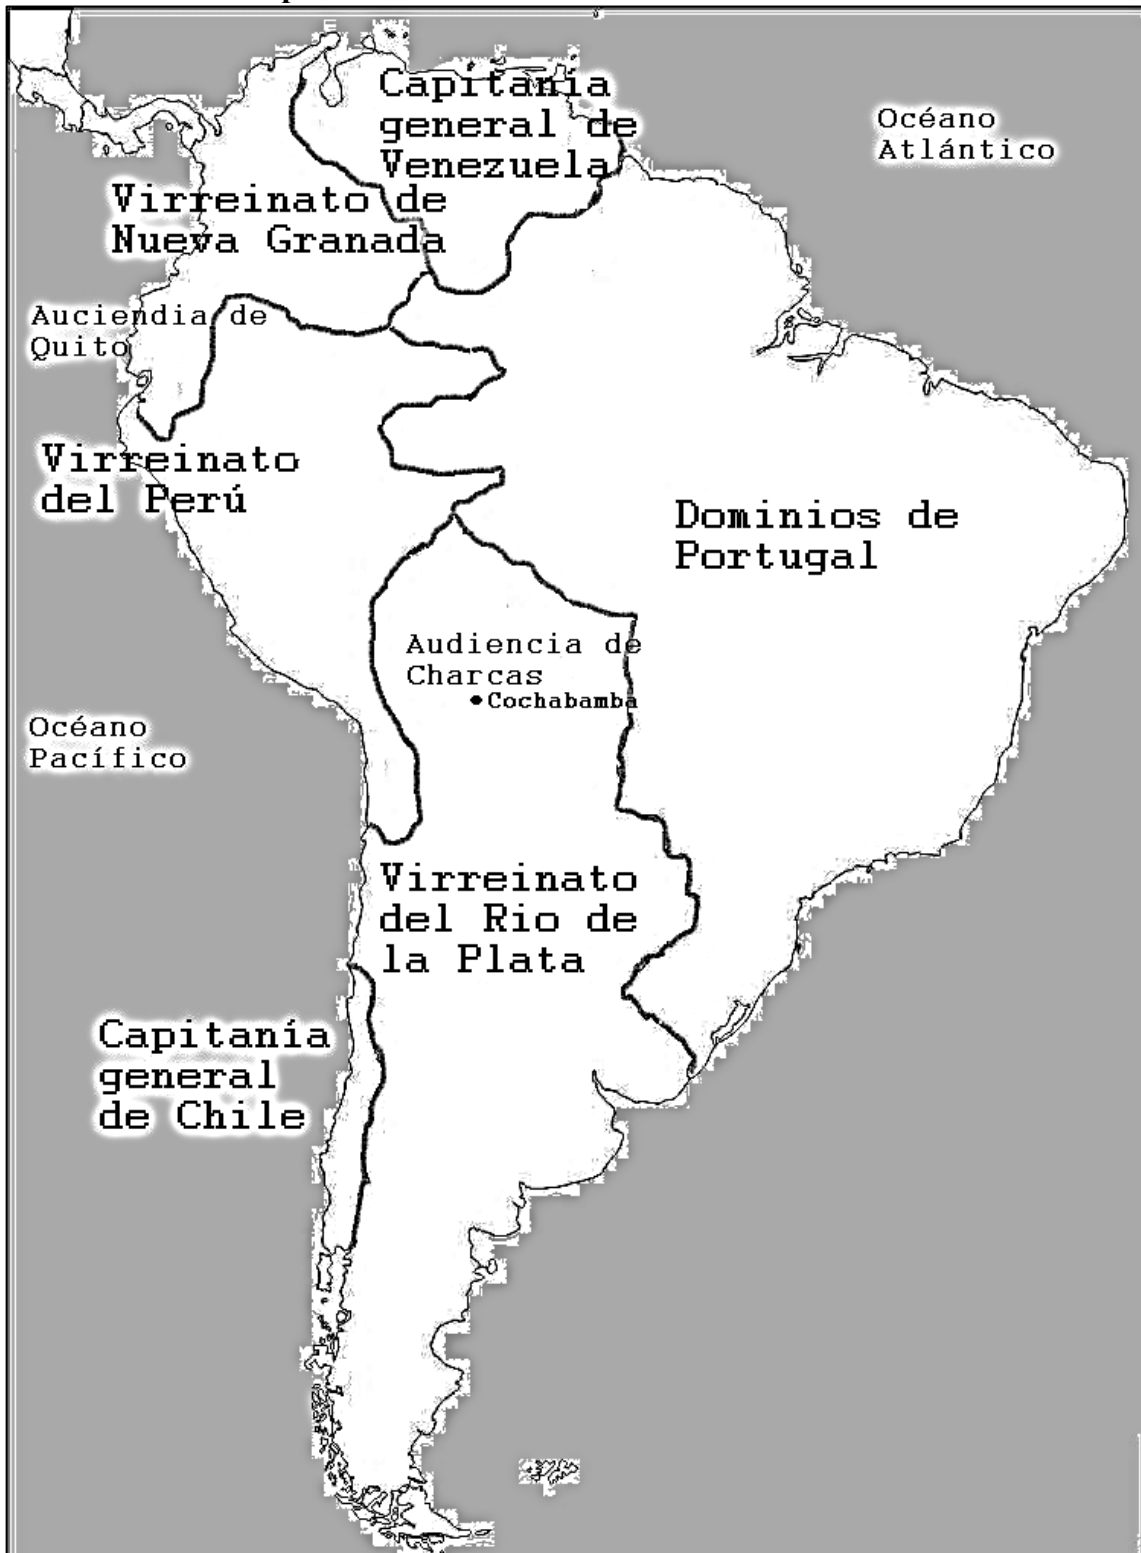 Capitanía
general de
Venezuela
Océano
Atlántico
Virreinato de
Nueva Granada
Auciendia de
Quito
Virreinato
del Perú
Dominios de
Portugal
Audiencia de
Charcas
Cochabamba
Océano
Pacífico
Virreinato
del Rio de
la Plata
Capitanía
general
de Chile